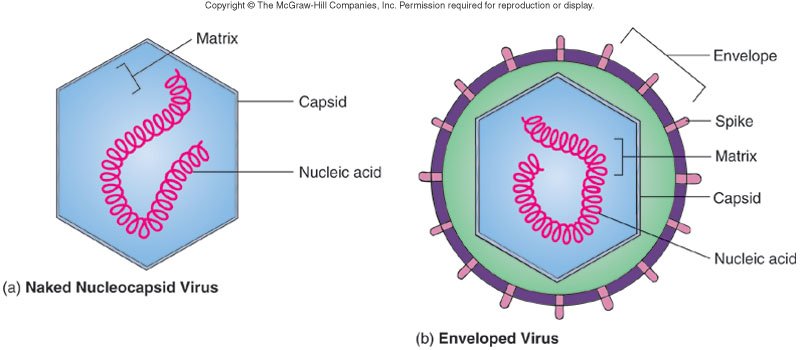 Copyright © The McGraw-Hill Companies, Inc. Permission required for reproduction or display.
Matrix
Capsid
Nucleic acid
(a) Naked Nucleocapsid Virus
Envelope
Spike
Matrix
Capsid
Nucleic acid
(b) Enveloped Virus